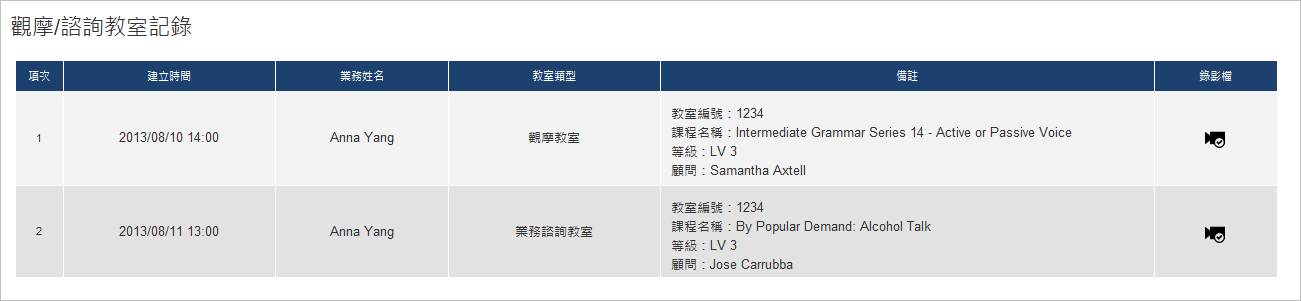 觀摩/諮詢教室記錄
項次 建立時間 業務姓名 教室類型 備註 錄影檔
1 2013/08/10 14:00 Anna Yang 觀摩教室
教室編號：1234
課程名稱：Intermediate Grammar Series 14 - Active or Passive Voice
等級：LV 3
顧問：Samantha Axtell
2 2013/08/11 13:00 Anna Yang 業務諮詢教室
教室編號：1234
課程名稱：By Popular Demand: Alcohol Talk
等級：LV 3
顧問：Jose Carrubba